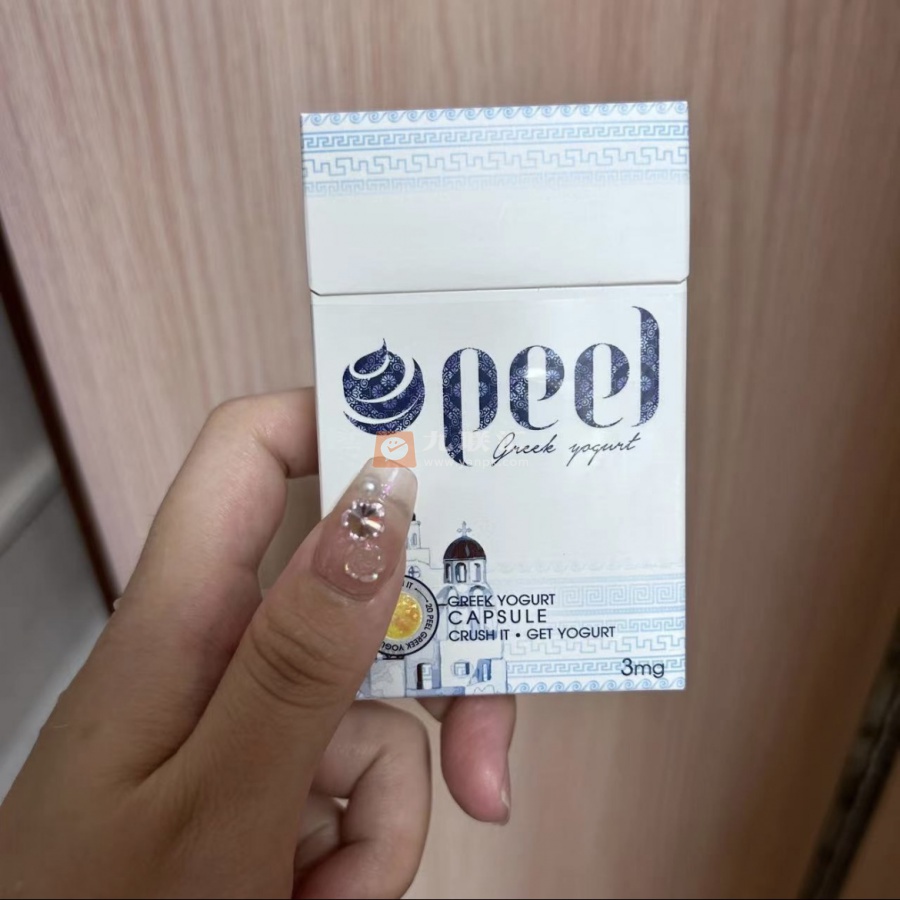 peel
Greek yogurt
GREEK YOGURT
CAPSULE
CRUSH IT • GET YOGURT
3mg